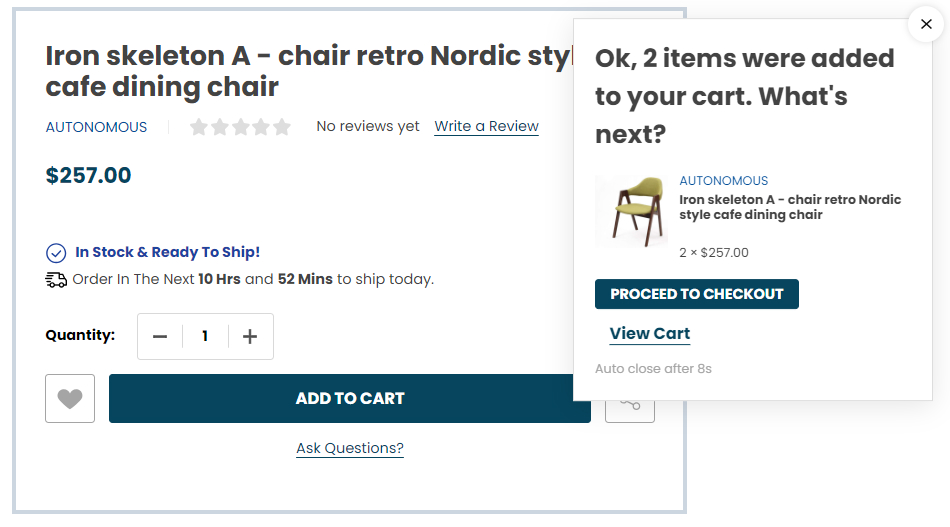 Iron skeleton A - chair retro Nordic
cafe dining chair
AUTONOMOUS
No reviews yet Write a Review
$257.00
In Stock & Ready To Ship!
Order In The Next 10 Hrs and 52 Mins to ship today.
Quantity: 1
ADD TO CART
Ask Questions?
Ok, 2 items were added
to your cart. What's
next?
AUTONOMOUS
Iron skeleton A - chair retro Nordic
style cafe dining chair
2 × $257.00
PROCEED TO CHECKOUT
View Cart
Auto close after 8s